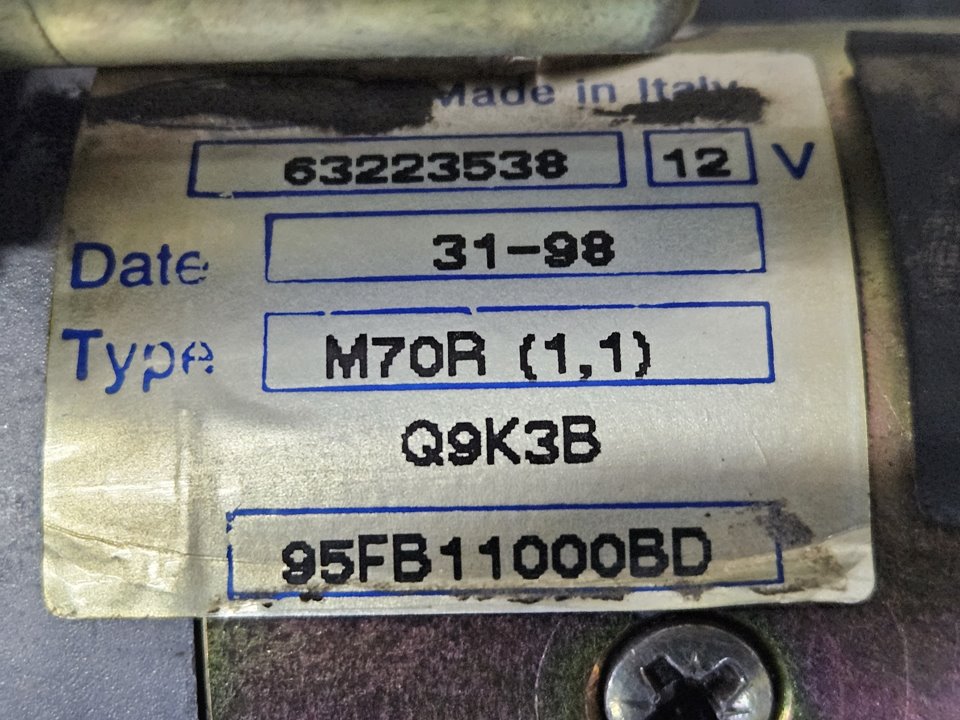 Made in Italy
63223538 12 V
Date 31-98
Type M70R (1,1)
Q9K3B
95FB11000BD